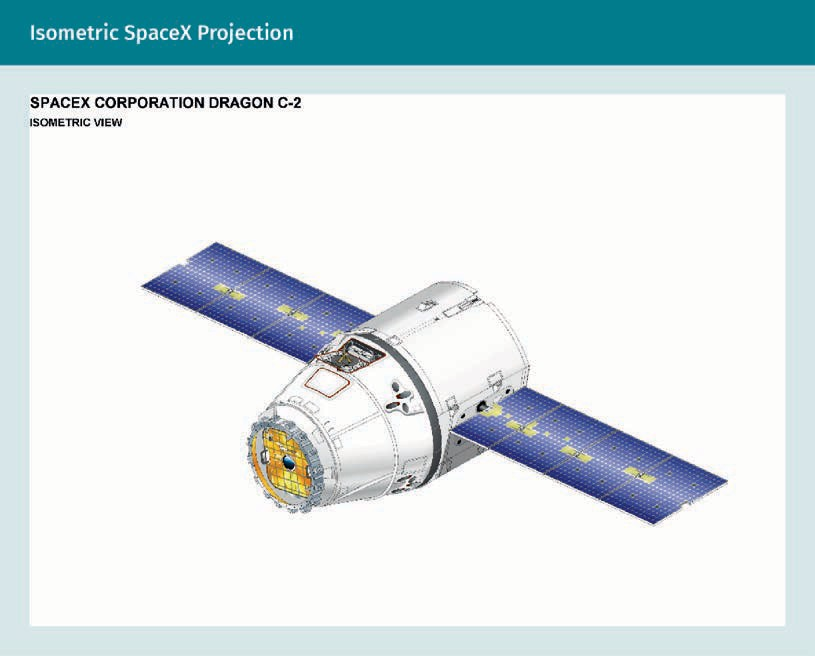 Isometric SpaceX Projection
SPACEX CORPORATION DRAGON C-2
ISOMETRIC VIEW